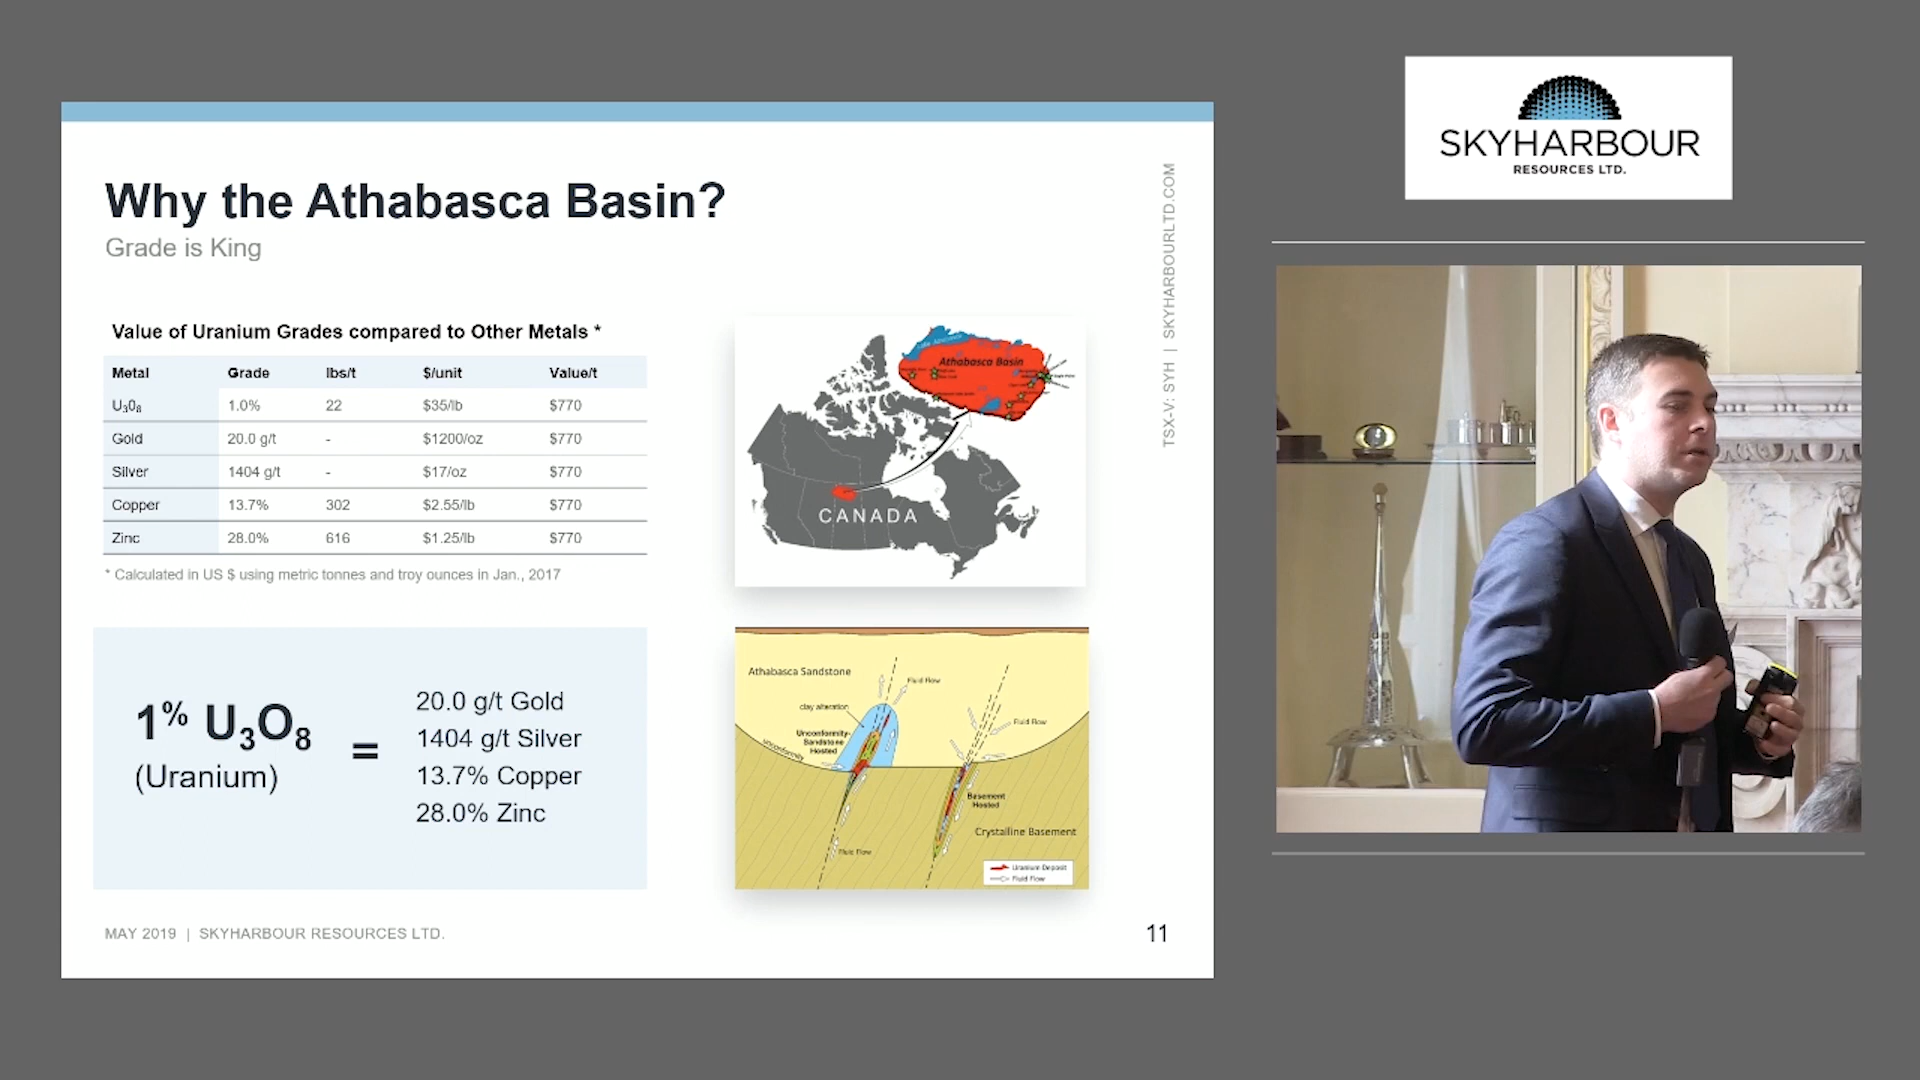 SKYHARBOUR
RESOURCES LTD.
Why the Athabasca Basin?
Grade is King
TSX-V: SYH | SKYHARBOURLTD.COM
Value of Uranium Grades compared to Other Metals *
Metal Grade lbs/t $/unit Value/t
U₃0₈ 1.0% 22 $35/lb $770
Gold 20.0 g/t - $1200/oz $770
Silver 1404 g/t - $17/oz $770
Copper 13.7% 302 $2.55/lb $770
Zinc 28.0% 616 $1.25/lb $770
* Calculated in US $ using metric tonnes and troy ounces in Jan., 2017
Athabasca Basin
CANADA
1% U₃O₈
(Uranium)
=
20.0 g/t Gold
1404 g/t Silver
13.7% Copper
28.0% Zinc
Athabasca Sandstone
Fluid Flow
clay alteration
Fluid Flow
Unconformity-
Sandstone
Hosted
unconformity
Basement
Hosted
Crystalline Basement
Fluid Flow
Uranium Deposit
Fluid Flow
MAY 2019 | SKYHARBOUR RESOURCES LTD.
11